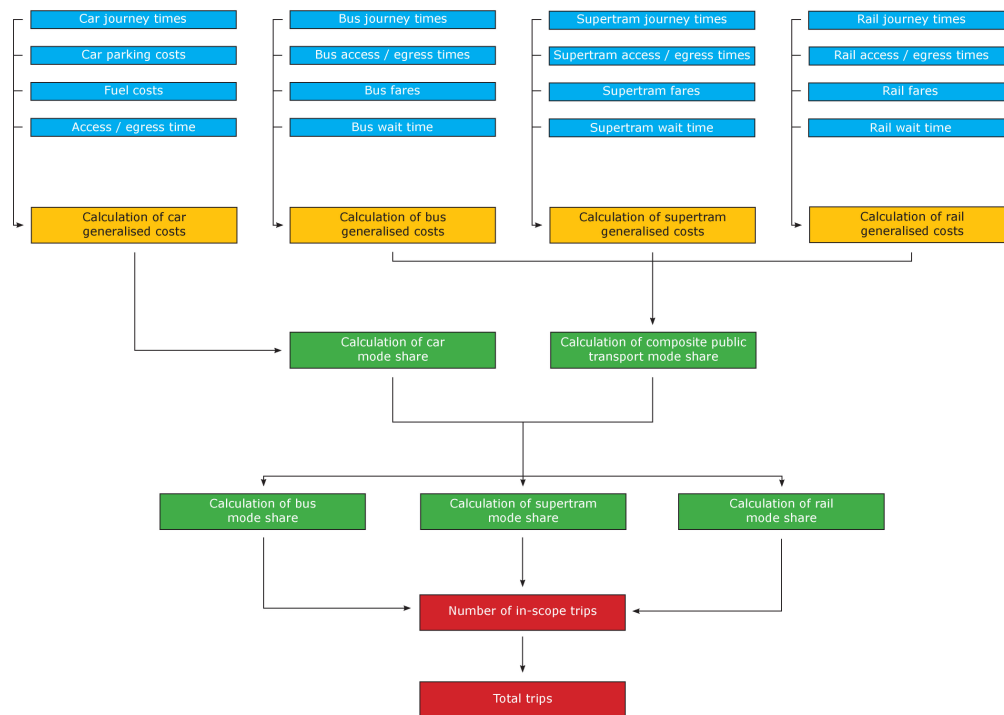 Car journey times
Bus journey times
Supertram journey times
Rail journey times
Car parking costs
Bus access / egress times
Supertram access / egress times
Rail access / egress times
Fuel costs
Bus fares
Supertram fares
Rail fares
Access / egress time
Bus wait time
Supertram wait time
Rail wait time
Calculation of car
generalised costs
Calculation of bus
generalised costs
Calculation of supertram
generalised costs
Calculation of rail
generalised costs
Calculation of car
mode share
Calculation of composite public
transport mode share
Calculation of bus
mode share
Calculation of supertram
mode share
Calculation of rail
mode share
Number of in-scope trips
Total trips